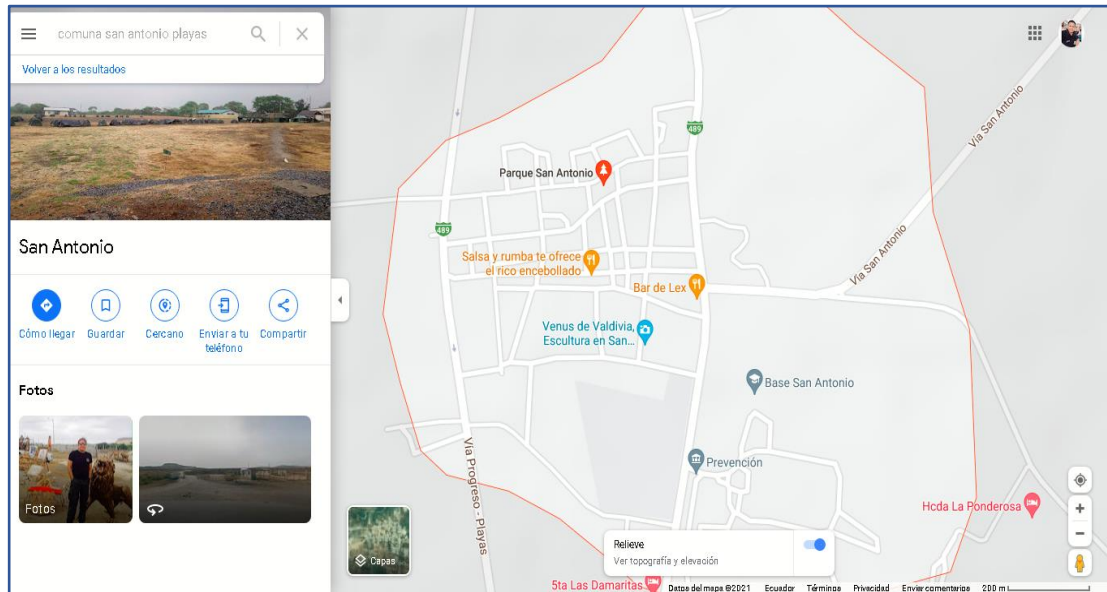 comuna san antonio playas
Volver a los resultados
San Antonio
Cómo llegar
Guardar
Cercano
Enviar a tu
teléfono
Compartir
Fotos
Fotos
489
Parque San Antonio
489
Vía San Antonio
Salsa y rumba te ofrece
el rico encebollado
Bar de Lex
Vía San Antonio
Venus de Valdivia,
Escultura en San...
Base San Antonio
Vía Progreso - Playas
Prevención
Hcda La Ponderosa
Capas
Relieve
Ver topografía y elevación
5ta Las Damaritas
Datos del mapa ©2021 Ecuador Términos Privacidad Enviar comentarios 200 m